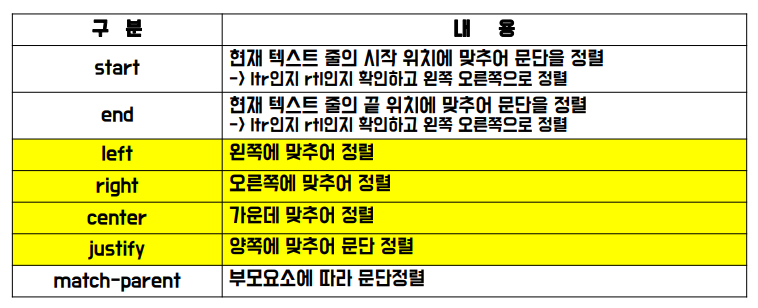 구 분 내 용
start 현재 텍스트 줄의 시작 위치에 맞추어 문단을 정렬
-> ltr인지 rtl인지 확인하고 왼쪽 오른쪽으로 정렬
end 현재 텍스트 줄의 끝 위치에 맞추어 문단을 정렬
-> ltr인지 rtl인지 확인하고 왼쪽 오른쪽으로 정렬
left 왼쪽에 맞추어 정렬
right 오른쪽에 맞추어 정렬
center 가운데 맞추어 정렬
justify 양쪽에 맞추어 문단 정렬
match-parent 부모요소에 따라 문단정렬